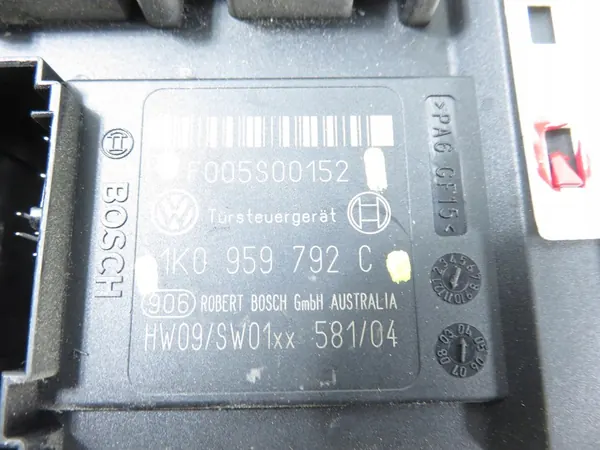 F005S00152
Türsteuergerät
1K0 959 792 C
906 ROBERT BOSCH GmbH AUSTRALIA
HW09/SW01xx 581/04
BOSCH
>PA6 GF15<